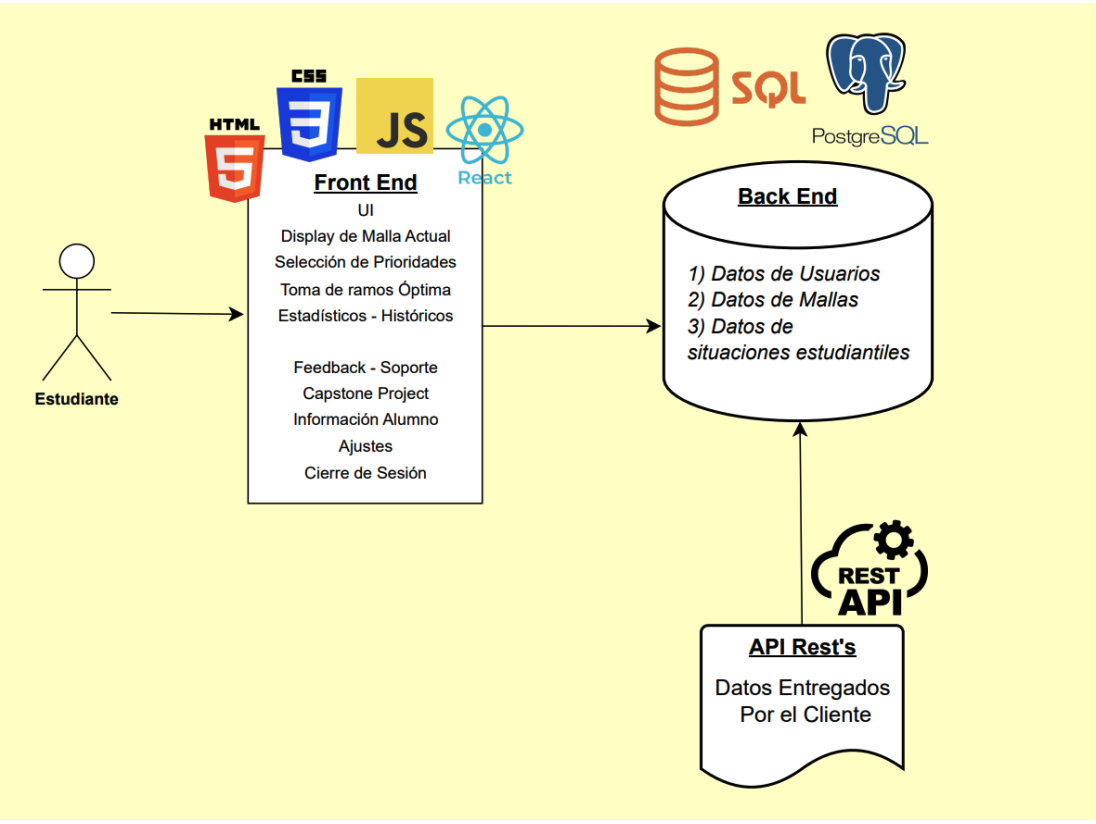 HTML
CSS
JS
React
Front End
UI
Display de Malla Actual
Selección de Prioridades
Toma de ramos Óptima
Estadísticos - Históricos
Feedback - Soporte
Capstone Project
Información Alumno
Ajustes
Cierre de Sesión
Estudiante
SQL
PostgreSQL
Back End
1) Datos de Usuarios
2) Datos de Mallas
3) Datos de
situaciones estudiantiles
REST
API
API Rest's
Datos Entregados
Por el Cliente